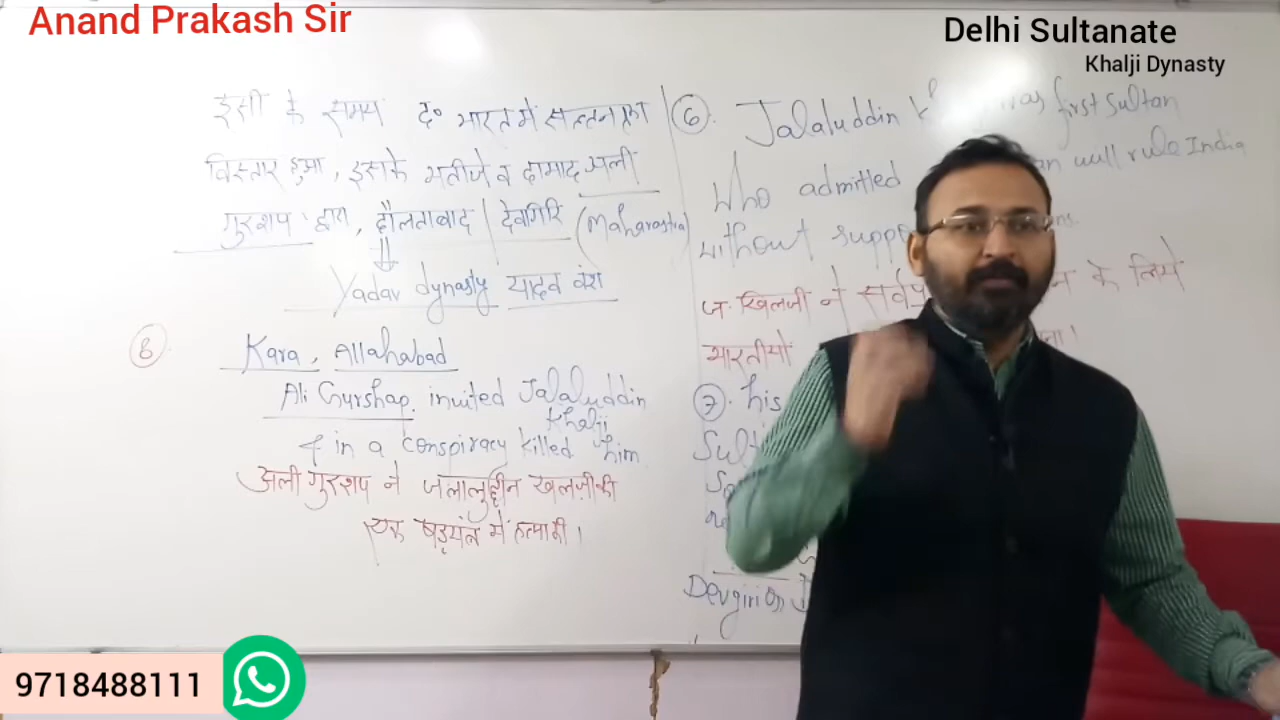 Anand Prakash Sir
Delhi Sultanate
Khalji Dynasty
इसी के समय द० भारत में सल्तनत का
विस्तार हुआ, इसके भतीजे व दामाद अली
गुरशप द्वारा, दौलताबाद | देवगिरि (Maharastra)
Yadav dynasty यादव वंश
8.
Kara, Allahabad
Ali Gurshap. invited Jalaluddin
Khalji
& in a conspiracy killed him.
अली गुरशप ने जलालुद्दीन खलजी की
एक षड्यंत्र में हत्या की।
6. Jalaluddin was first Sultan
who admitted will rule India
without
ज. खिलजी ने के लिये
भारतीयो
7. his
Devgiri
9718488111